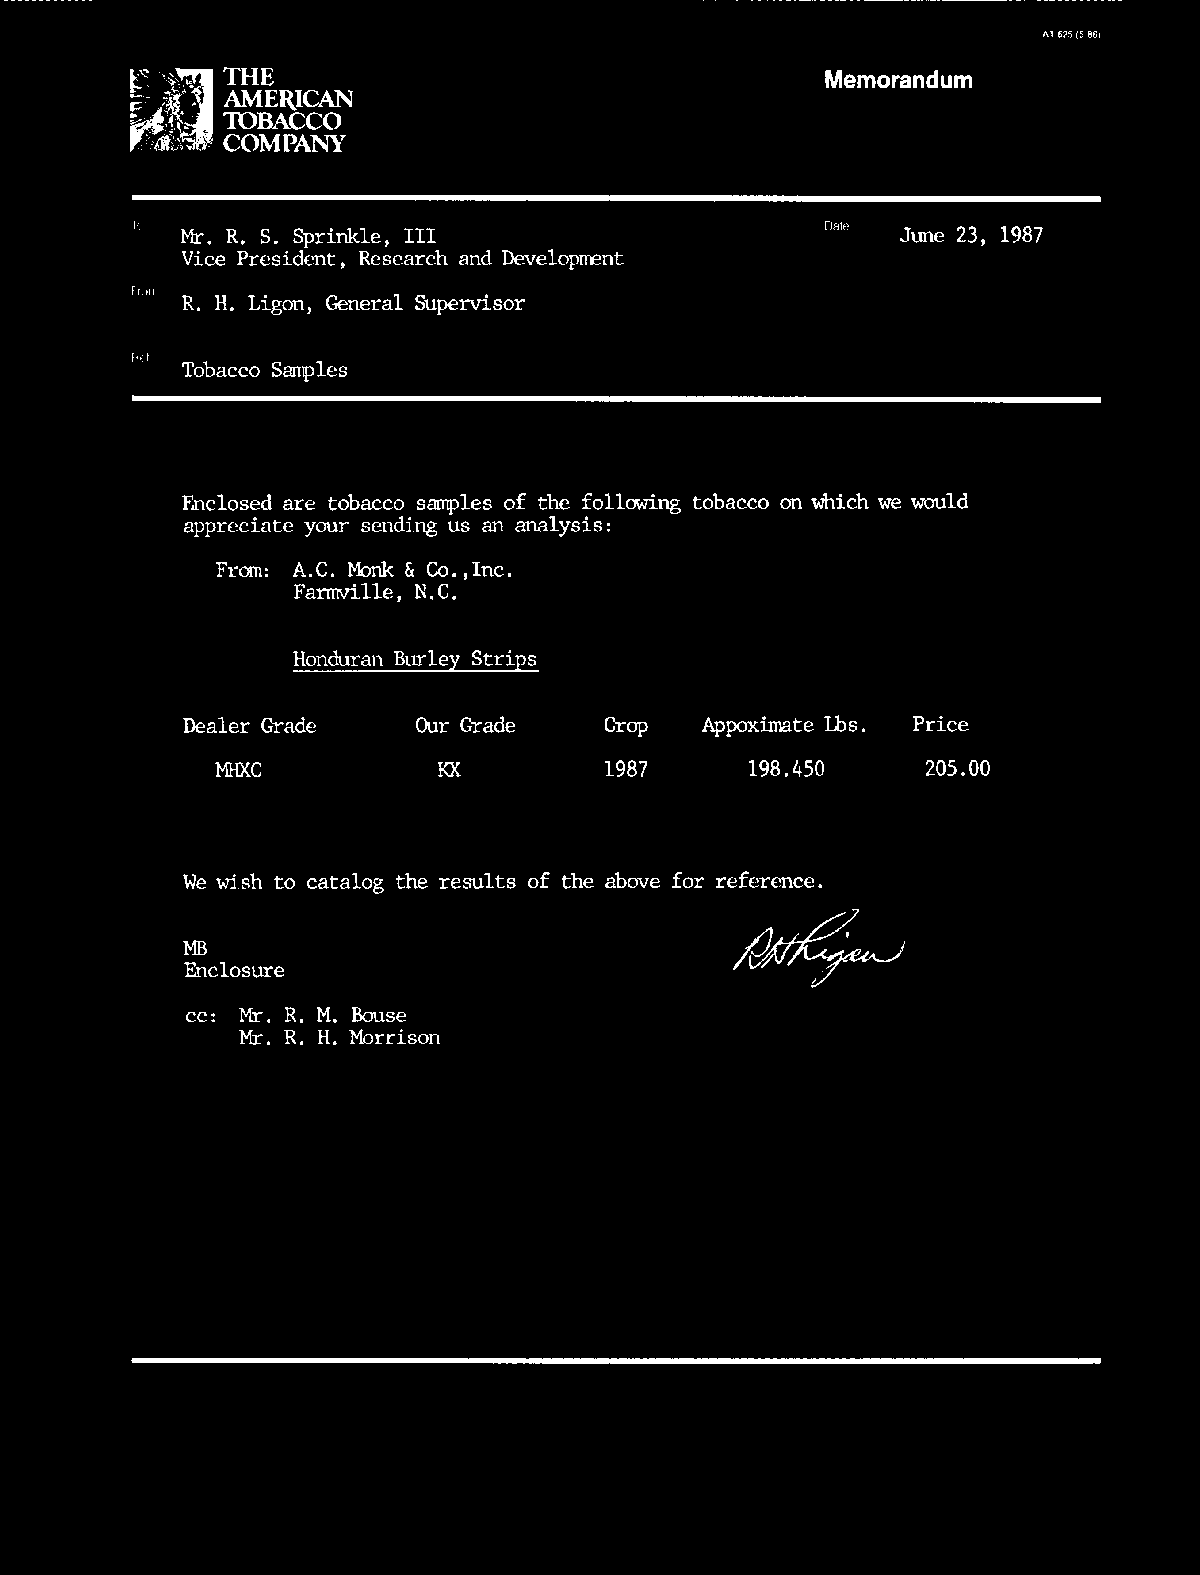 A1 625 (5 86)
THE
AMERICAN
TOBACCO
COMPANY
Memorandum
To Mr. R. S. Sprinkle, III
Vice President, Research and Development
Date June 23, 1987
From R. H. Ligon, General Supervisor
Ref. Tobacco Samples
Enclosed are tobacco samples of the following tobacco on which we would
appreciate your sending us an analysis:
From: A.C. Monk & Co.,Inc.
Farmville, N.C.
Honduran Burley Strips
Dealer Grade Our Grade Crop Appoximate Lbs. Price
MHXC KX 1987 198,450 205.00
We wish to catalog the results of the above for reference.
RHLigon
MB
Enclosure
cc: Mr. R. M. Bouse
Mr. R. H. Morrison